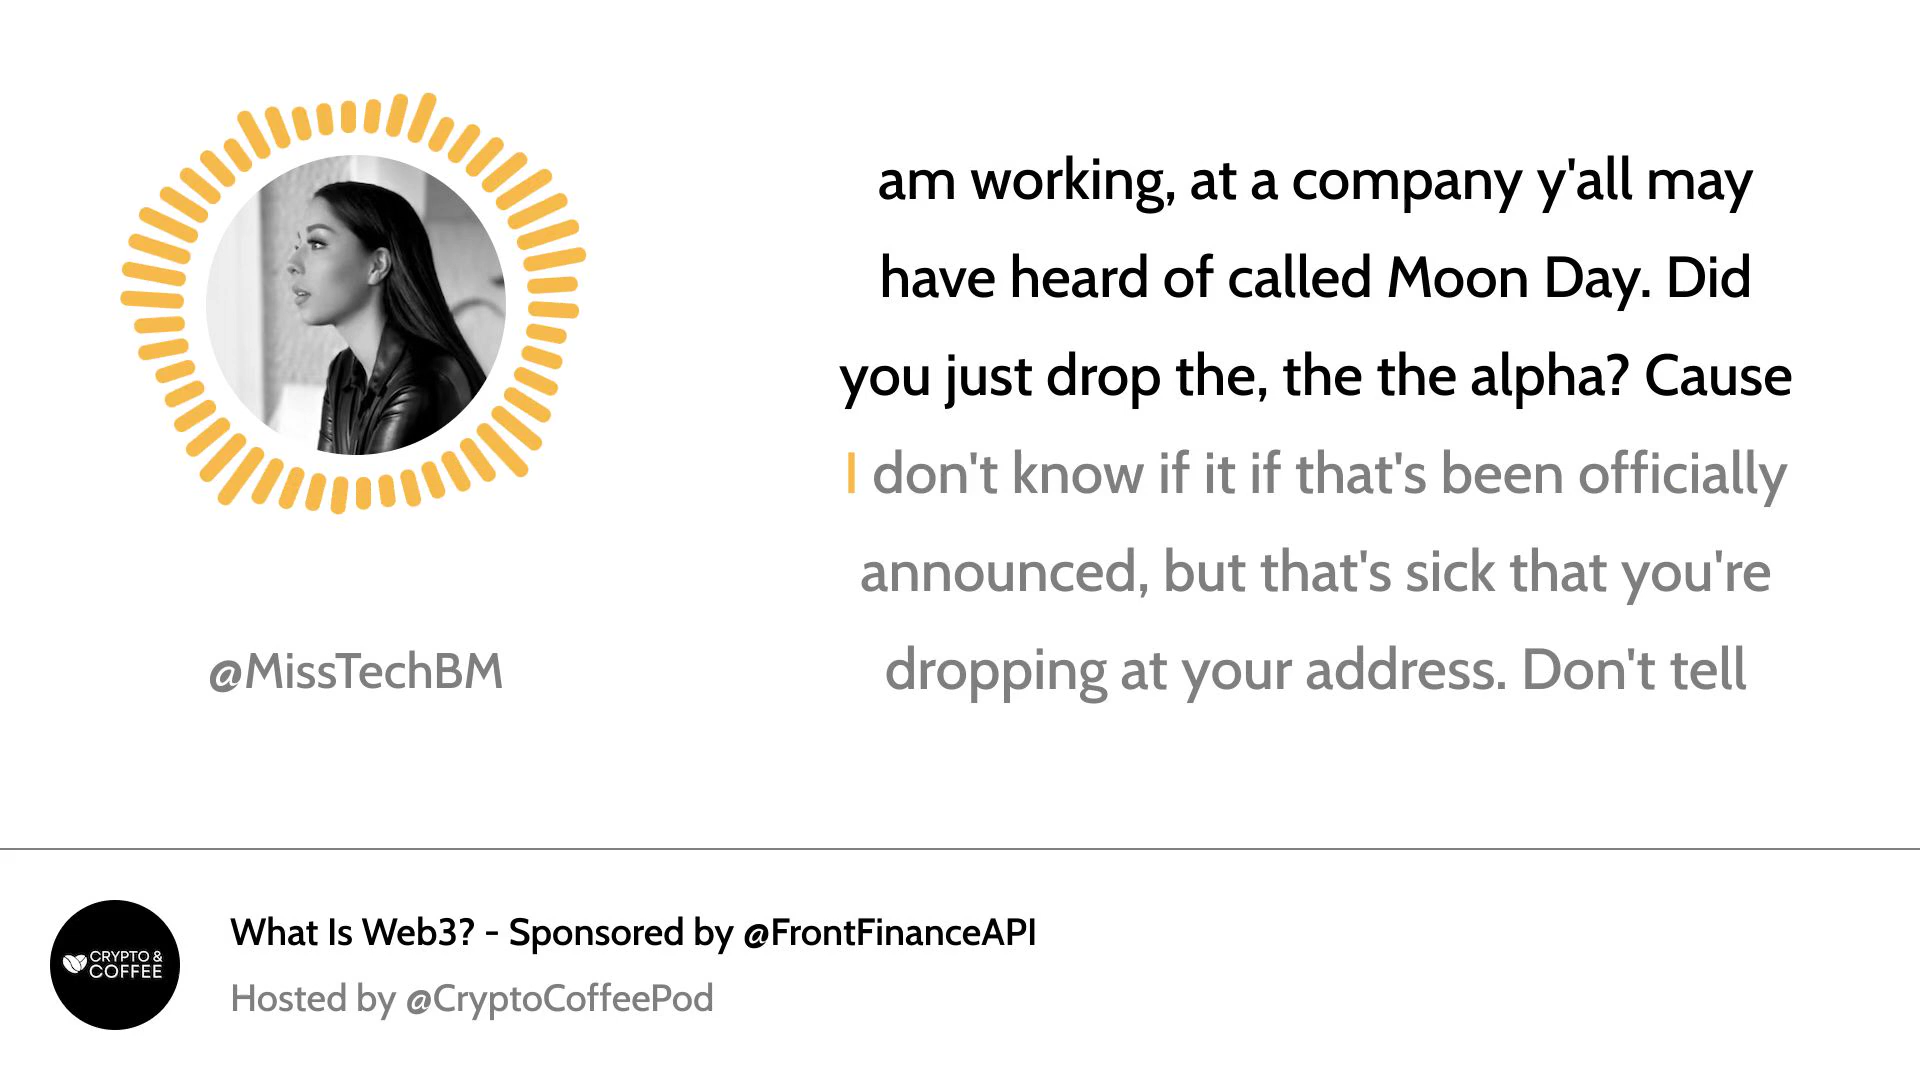 am working, at a company y'all may
have heard of called Moon Day. Did
you just drop the, the the alpha? Cause
I don't know if it if that's been officially
announced, but that's sick that you're
dropping at your address. Don't tell
@MissTechBM
CRYPTO &
COFFEE
What Is Web3? - Sponsored by @FrontFinanceAPI
Hosted by @CryptoCoffeePod